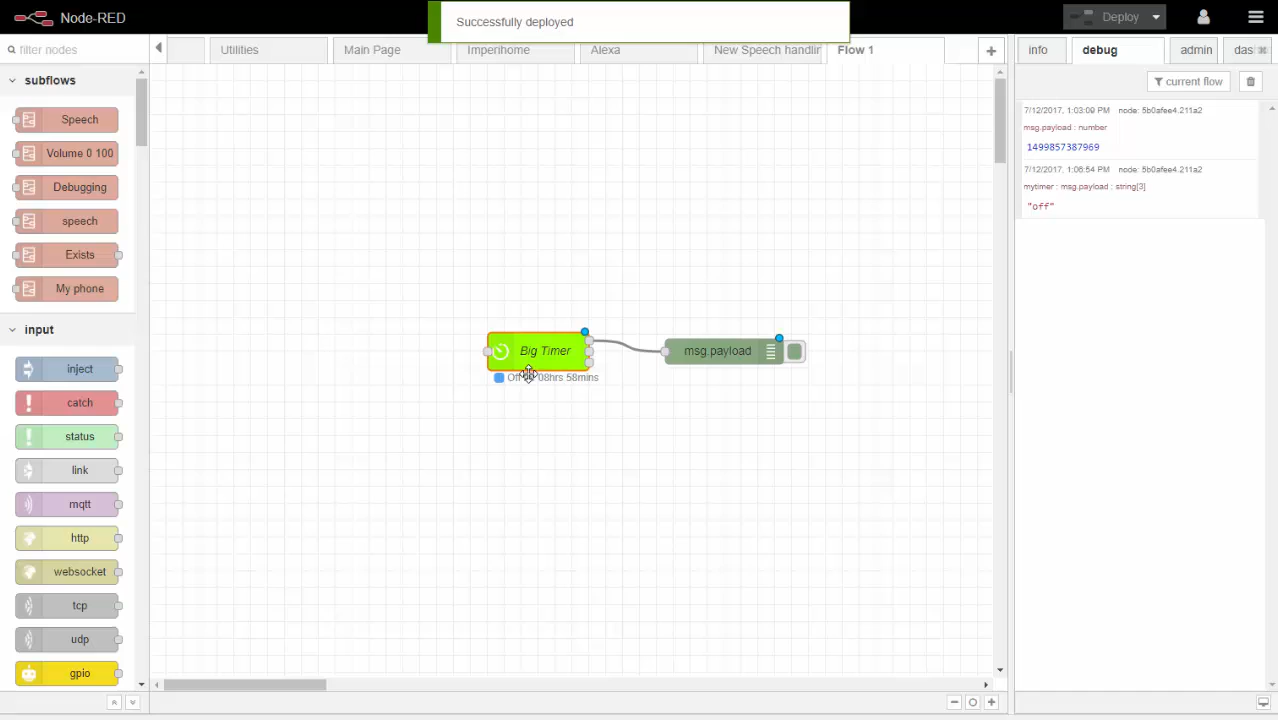 Node-RED
Successfully deployed
Deploy
filter nodes
Utilities
Main Page
Imperihome
Alexa
New Speech handlin
Flow 1
info
debug
admin
das
subflows
Speech
Volume 0 100
Debugging
speech
Exists
My phone
input
inject
catch
status
link
mqtt
http
websocket
tcp
udp
gpio
Big Timer
08hrs 58mins
msg.payload
current flow
7/12/2017, 1:03:09 PM node: 5b0afee4.211a2
msg.payload : number
1499857387969
7/12/2017, 1:06:54 PM node: 5b0afee4.211a2
mytimer : msg.payload : string[3]
"off"